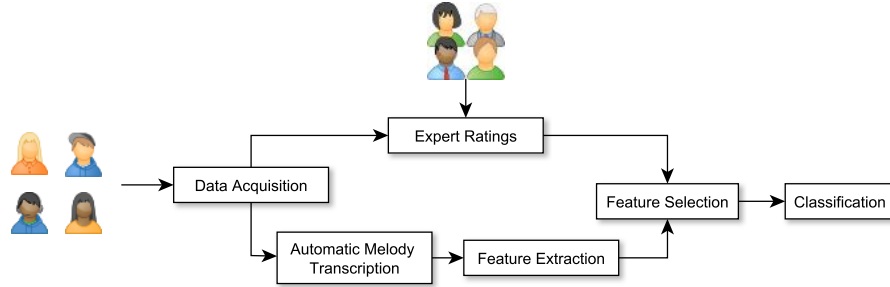 Expert Ratings
Data Acquisition
Feature Selection
Classification
Automatic Melody
Transcription
Feature Extraction